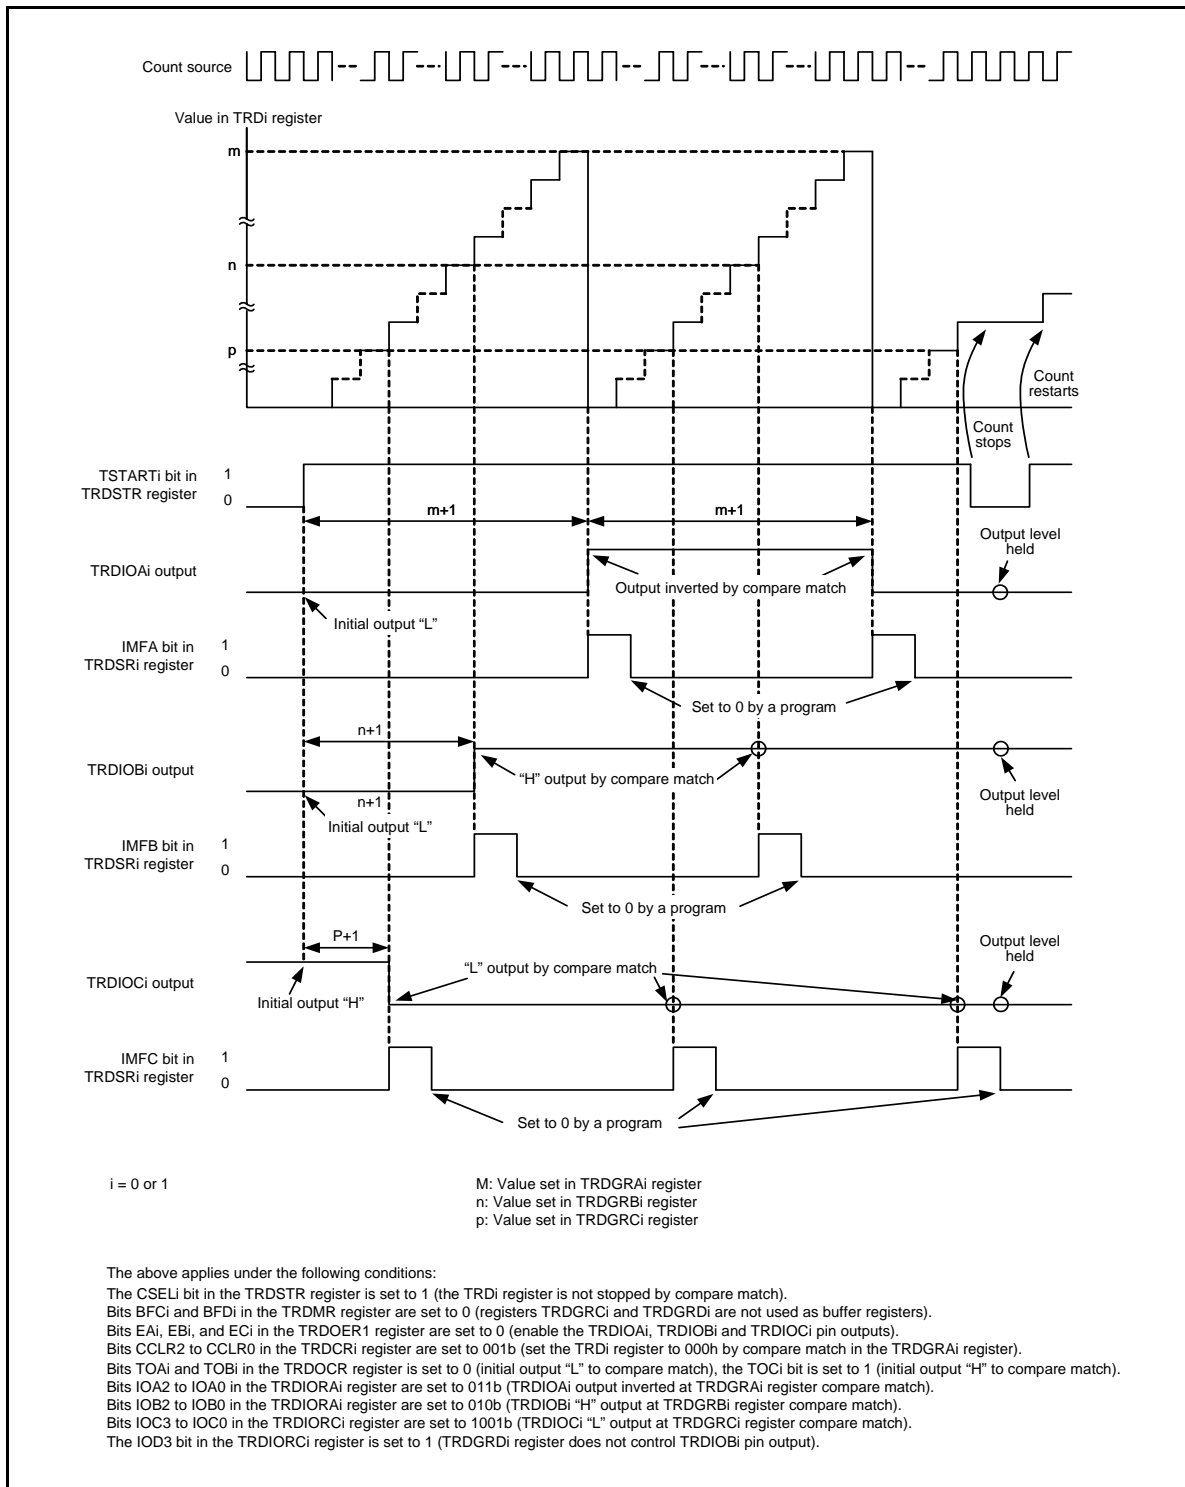 Count source
Value in TRDi register
m
n
p
Count
restarts
Count
stops
TSTARTi bit in
TRDSTR register
1
0
m+1
m+1
Output level
held
TRDIOAi output
Output inverted by compare match
Initial output “L”
IMFA bit in
TRDSRi register
1
0
Set to 0 by a program
n+1
TRDIOBi output
“H” output by compare match
n+1
Initial output “L”
Output level
held
IMFB bit in
TRDSRi register
1
0
Set to 0 by a program
P+1
Output level
held
“L” output by compare match
TRDIOCi output
Initial output “H”
IMFC bit in
TRDSRi register
1
0
Set to 0 by a program
i = 0 or 1
M: Value set in TRDGRAi register
n: Value set in TRDGRBi register
p: Value set in TRDGRCi register
The above applies under the following conditions:
The CSELi bit in the TRDSTR register is set to 1 (the TRDi register is not stopped by compare match).
Bits BFCi and BFDi in the TRDMR register are set to 0 (registers TRDGRCi and TRDGRDi are not used as buffer registers).
Bits EAi, EBi, and ECi in the TRDOER1 register are set to 0 (enable the TRDIOAi, TRDIOBi and TRDIOCi pin outputs).
Bits CCLR2 to CCLR0 in the TRDCRi register are set to 001b (set the TRDi register to 000h by compare match in the TRDGRAi register).
Bits TOAi and TOBi in the TRDOCR register is set to 0 (initial output “L” to compare match), the TOCi bit is set to 1 (initial output “H” to compare match).
Bits IOA2 to IOA0 in the TRDIORAi register are set to 011b (TRDIOAi output inverted at TRDGRAi register compare match).
Bits IOB2 to IOB0 in the TRDIORAi register are set to 010b (TRDIOBi “H” output at TRDGRBi register compare match).
Bits IOC3 to IOC0 in the TRDIORCi register are set to 1001b (TRDIOCi “L” output at TRDGRCi register compare match).
The IOD3 bit in the TRDIORCi register is set to 1 (TRDGRDi register does not control TRDIOBi pin output).